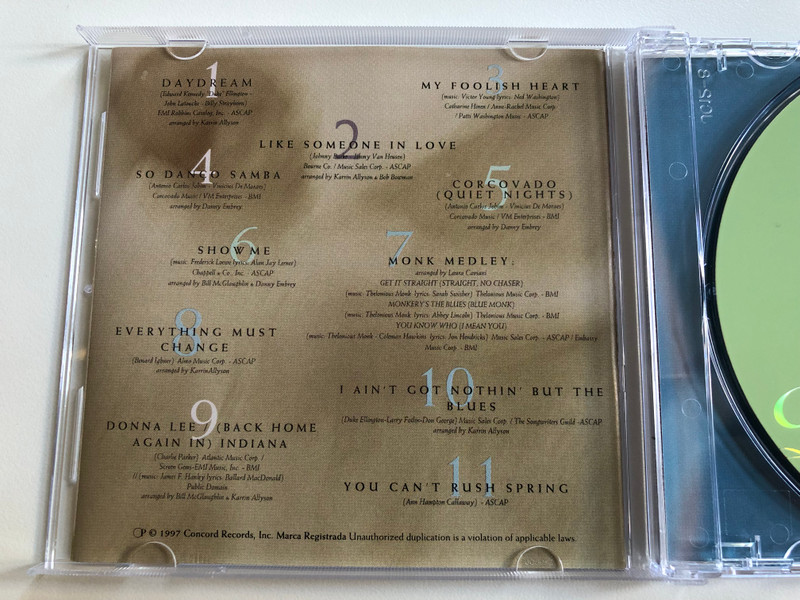 1
DAYDREAM
(Edward Kennedy "Duke" Ellington -
John Latouche - Billy Strayhorn)
EMI Robbins Catalog, Inc. - ASCAP
arranged by Karrin Allyson
2
LIKE SOMEONE IN LOVE
(Johnny Burke - Jimmy Van Heusen)
Bourne Co. / Music Sales Corp. - ASCAP
arranged by Karrin Allyson & Bob Bowman
3
MY FOOLISH HEART
(music: Victor Young lyrics: Ned Washington)
Catharine Hinen / Anne-Rachel Music Corp.
/ Patti Washington Music - ASCAP
4
SO DANÇO SAMBA
(Antonio Carlos Jobim - Vinicius De Moraes)
Corcovado Music / VM Enterprises - BMI
arranged by Danny Embrey
5
CORCOVADO
(QUIET NIGHTS)
(Antonio Carlos Jobim - Vinicius De Moraes)
Corcovado Music / VM Enterprises - BMI
arranged by Danny Embrey
6
SHOW ME
(music: Frederick Loewe lyrics: Alan Jay Lerner)
Chappell & Co., Inc. - ASCAP
arranged by Bill McGlaughlin & Danny Embrey
7
MONK MEDLEY:
arranged by Laura Caviani
GET IT STRAIGHT (STRAIGHT, NO CHASER)
(music: Thelonious Monk lyrics: Sarah Swisher) Thelonious Music Corp. - BMI
MONKERY'S THE BLUES (BLUE MONK)
(music: Thelonious Monk lyrics: Abbey Lincoln) Thelonious Music Corp. - BMI
YOU KNOW WHO (I MEAN YOU)
(music: Thelonious Monk - Coleman Hawkins lyrics: Jon Hendricks) Music Sales Corp. - ASCAP / Embassy
Music Corp. - BMI
8
EVERYTHING MUST
CHANGE
(Benard Ighner) Almo Music Corp. - ASCAP
arranged by KarrinAllyson
9
DONNA LEE / (BACK HOME
AGAIN IN) INDIANA
(Charlie Parker) Atlantic Music Corp. /
Screen Gems-EMI Music, Inc. - BMI
// (music: James F. Hanley lyrics: Ballard MacDonald)
Public Domain
arranged by Bill McGlaughlin & Karrin Allyson
10
I AIN'T GOT NOTHIN' BUT THE
BLUES
(Duke Ellington-Larry Fotin-Don George) Music Sales Corp. / The Songwriters Guild -ASCAP
arranged by Karrin Allyson
11
YOU CAN'T RUSH SPRING
(Ann Hampton Callaway) - ASCAP
℗ © 1997 Concord Records, Inc. Marca Registrada Unauthorized duplication is a violation of applicable laws.